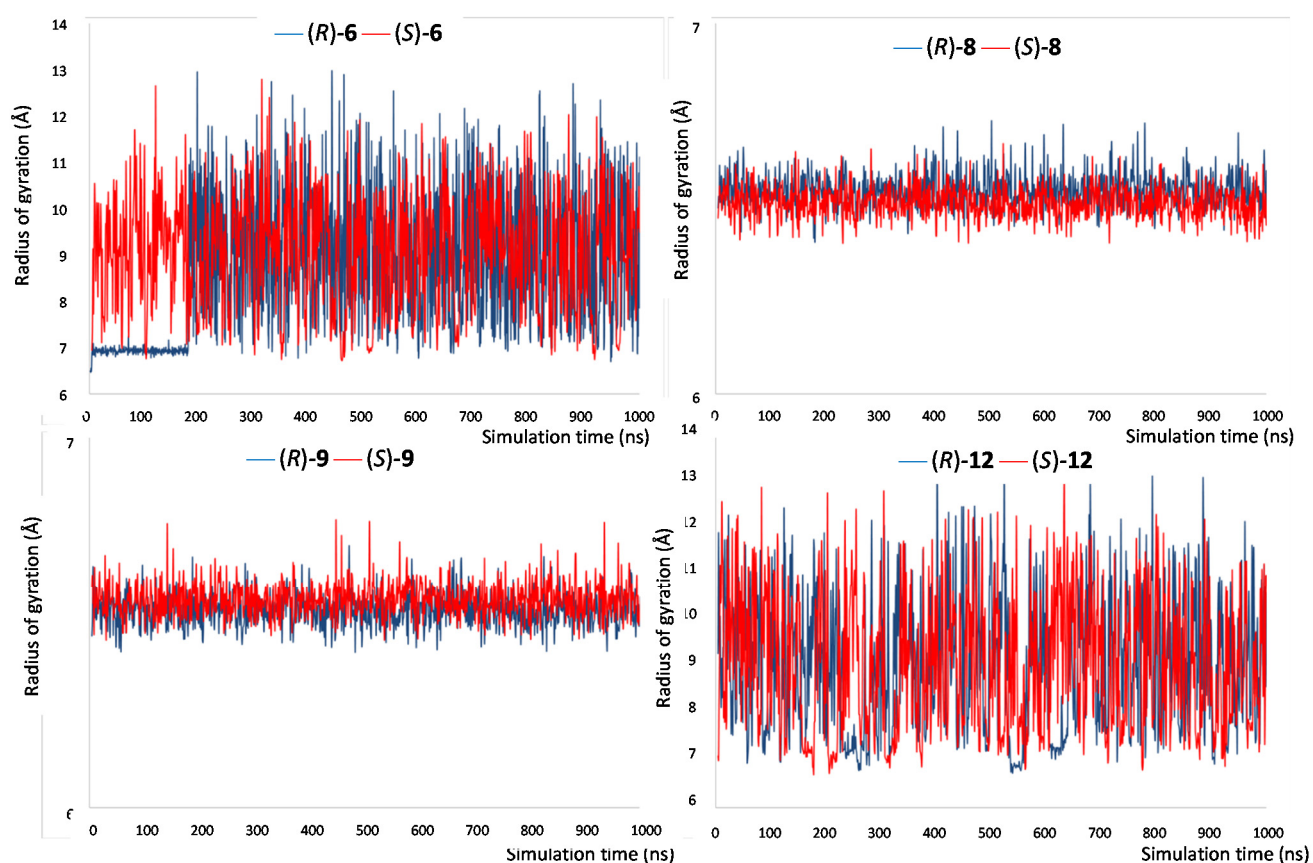 (R)-6 (S)-6
14
13
12
11
10
9
8
7
6
Radius of gyration (Å)
0 100 200 300 400 500 600 700 800 900 1000
Simulation time (ns)
(R)-8 (S)-8
7
6
Radius of gyration (Å)
0 100 200 300 400 500 600 700 800 900 1000
Simulation time (ns)
(R)-9 (S)-9
7
6
Radius of gyration (Å)
0 100 200 300 400 500 600 700 800 900 1000
Simulation time (ns)
(R)-12 (S)-12
14
13
12
11
10
9
8
7
6
Radius of gyration (Å)
0 100 200 300 400 500 600 700 800 900 1000
Simulation time (ns)